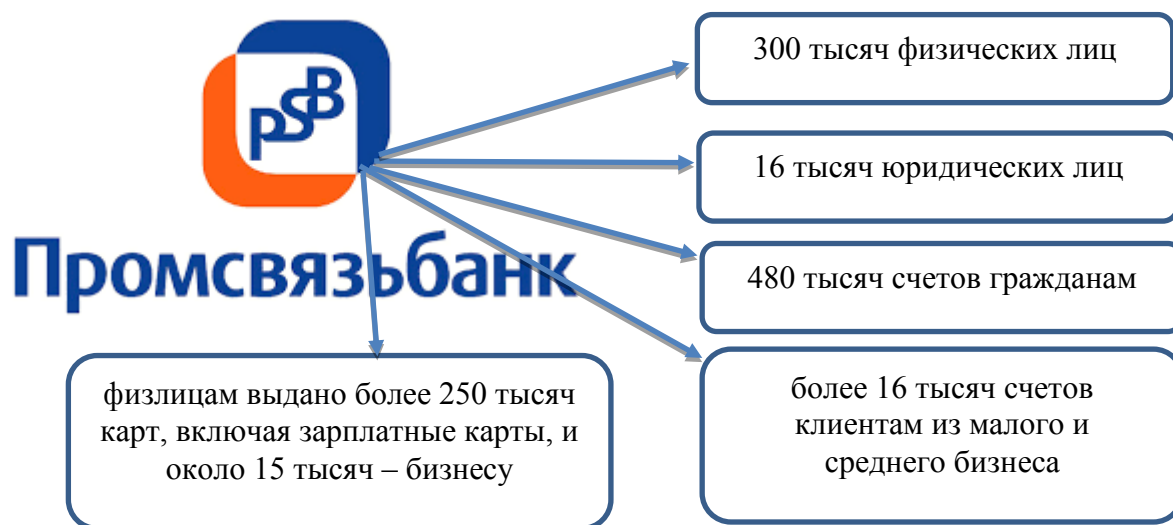 PSB
Промсвязьбанк
300 тысяч физических лиц
16 тысяч юридических лиц
480 тысяч счетов гражданам
более 16 тысяч счетов
клиентам из малого и
среднего бизнеса
физлицам выдано более 250 тысяч
карт, включая зарплатные карты, и
около 15 тысяч – бизнесу